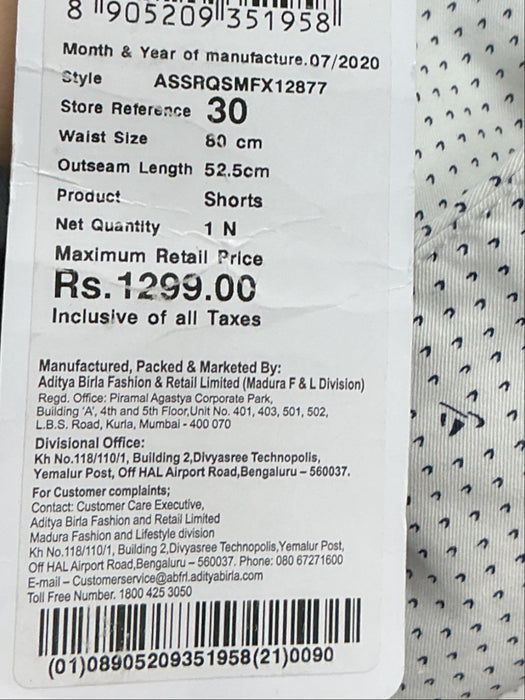 8 905209 351958
Month & Year of manufacture.07/2020
Style ASSRQSMFX12877
Store Reference 30
Waist Size 80 cm
Outseam Length 52.5cm
Product Shorts
Net Quantity 1 N
Maximum Retail Price
Rs.1299.00
Inclusive of all Taxes
Manufactured, Packed & Marketed By:
Aditya Birla Fashion & Retail Limited (Madura F & L Division)
Regd. Office: Piramal Agastya Corporate Park,
Building 'A', 4th and 5th Floor,Unit No. 401, 403, 501, 502,
L.B.S. Road, Kurla, Mumbai - 400 070
Divisional Office:
Kh No.118/110/1, Building 2,Divyasree Technopolis,
Yemalur Post, Off HAL Airport Road,Bengaluru – 560037.
For Customer complaints;
Contact: Customer Care Executive,
Aditya Birla Fashion and Retail Limited
Madura Fashion and Lifestyle division
Kh No.118/110/1, Building 2,Divyasree Technopolis,Yemalur Post,
Off HAL Airport Road,Bengaluru – 560037. Phone: 080 67271600
E-mail – Customerservice@abfrl.adityabirla.com
Toll Free Number. 1800 425 3050
(01)08905209351958(21)0090